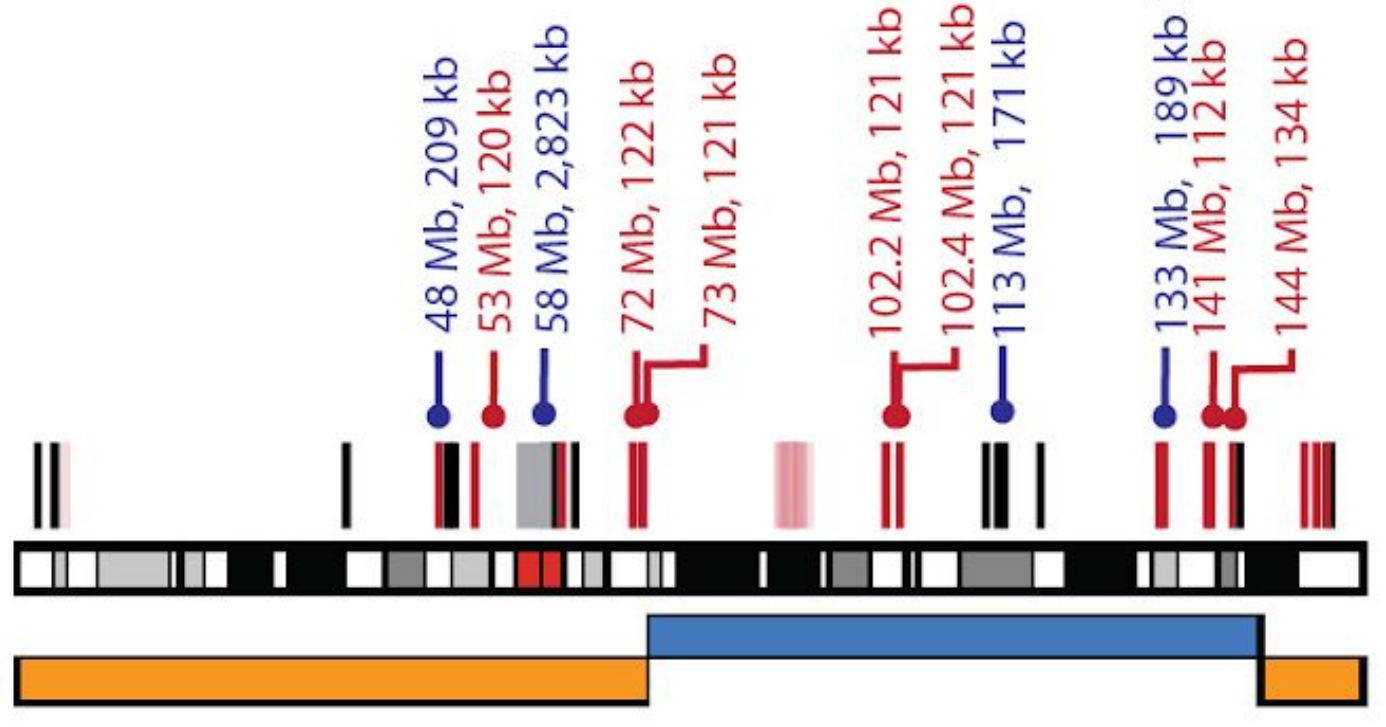 48 Mb, 209 kb
53 Mb, 120 kb
58 Mb, 2,823 kb
72 Mb, 122 kb
73 Mb, 121 kb
102.2 Mb, 121 kb
102.4 Mb, 121 kb
113 Mb, 171 kb
133 Mb, 189 kb
141 Mb, 112 kb
144 Mb, 134 kb